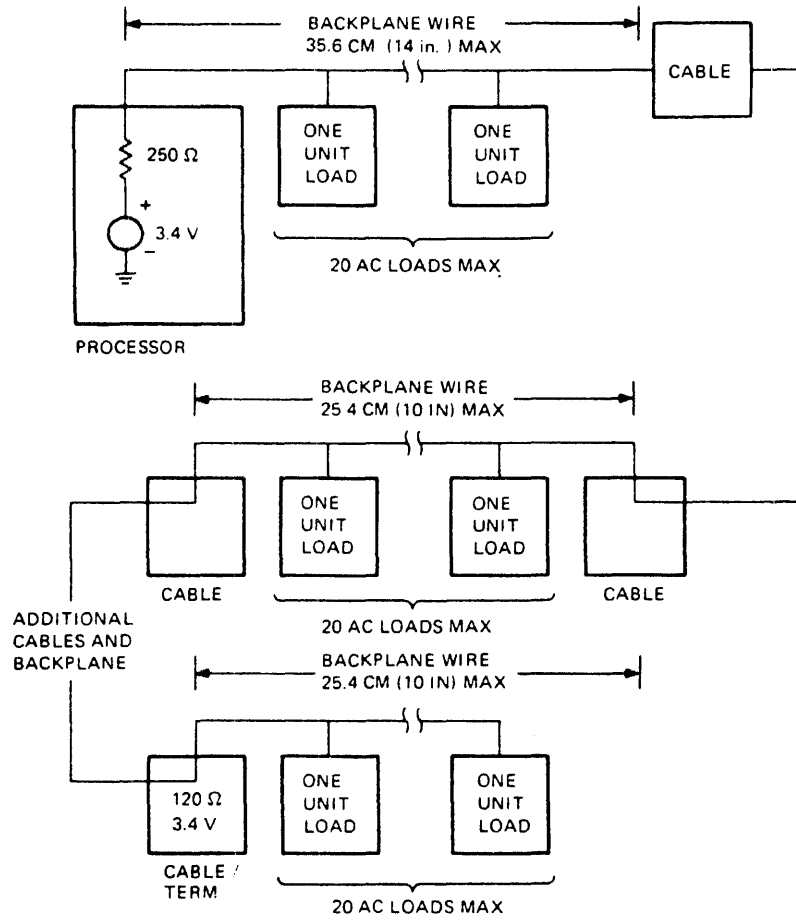 BACKPLANE WIRE
35.6 CM (14 in. ) MAX
CABLE
ONE
UNIT
LOAD
ONE
UNIT
LOAD
250 Ω
+
3.4 V
−
20 AC LOADS MAX.
PROCESSOR
BACKPLANE WIRE
25 4 CM (10 IN) MAX
ONE
UNIT
LOAD
ONE
UNIT
LOAD
CABLE
CABLE
20 AC LOADS MAX
ADDITIONAL
CABLES AND
BACKPLANE
BACKPLANE WIRE
25.4 CM (10 IN) MAX
120 Ω
3.4 V
ONE
UNIT
LOAD
ONE
UNIT
LOAD
CABLE /
TERM
20 AC LOADS MAX